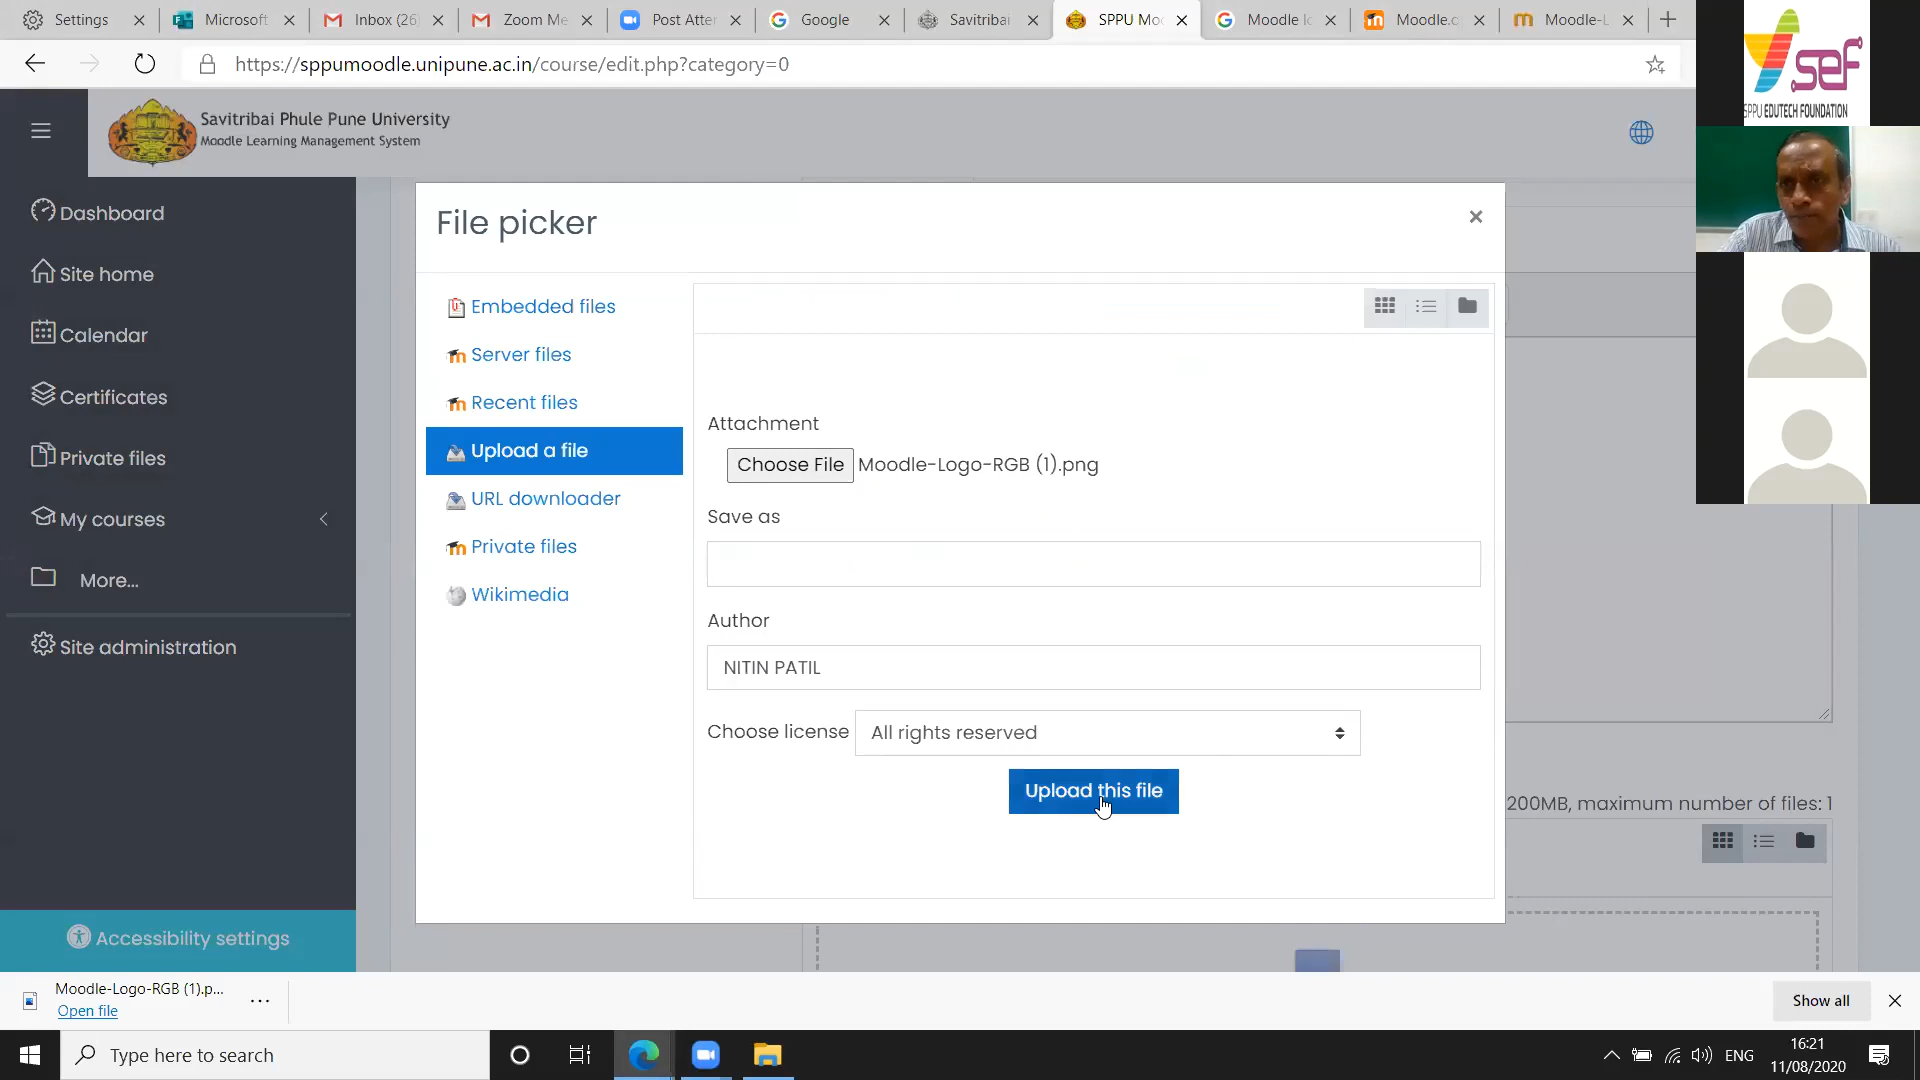 Settings
Microsoft
Inbox (26
Zoom Me
Post Atter
Google
Savitribai
SPPU Moo
Moodle lo
Moodle.o
Moodle-L
https://sppumoodle.unipune.ac.in/course/edit.php?category=0
sef
SPPU EDUTECH FOUNDATION
Savitribai Phule Pune University
Moodle Learning Management System
Dashboard
Site home
Calendar
Certificates
Private files
My courses
More...
Site administration
Accessibility settings
File picker
×
Embedded files
Server files
Recent files
Upload a file
URL downloader
Private files
Wikimedia
Attachment
Choose File Moodle-Logo-RGB (1).png
Save as
Author
NITIN PATIL
Choose license All rights reserved
Upload this file
200MB, maximum number of files: 1
Moodle-Logo-RGB (1).p...
Open file
Show all
Type here to search
ENG
16:21
11/08/2020